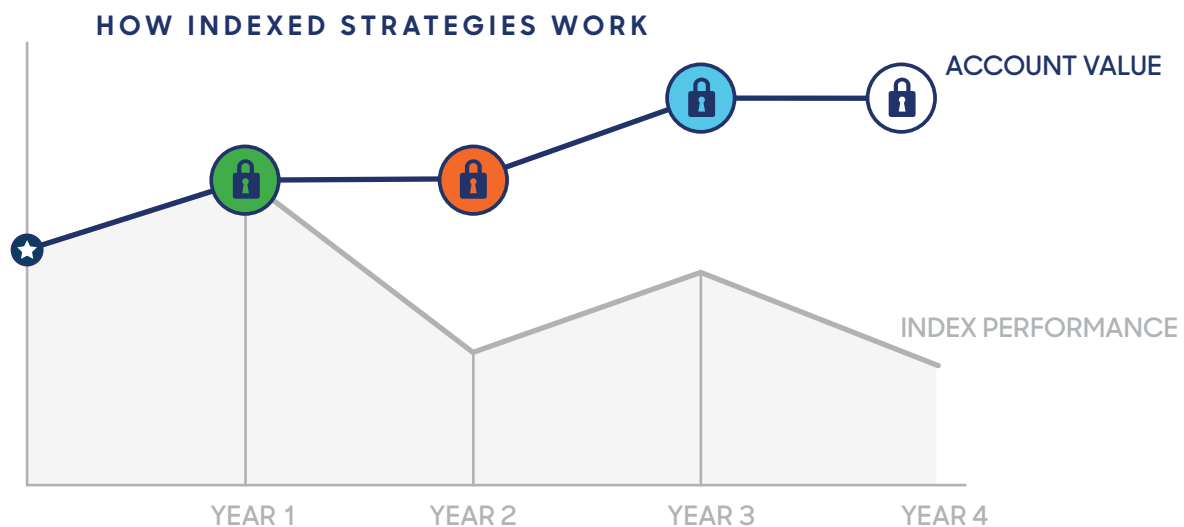 HOW INDEXED STRATEGIES WORK
ACCOUNT VALUE
INDEX PERFORMANCE
YEAR 1
YEAR 2
YEAR 3
YEAR 4